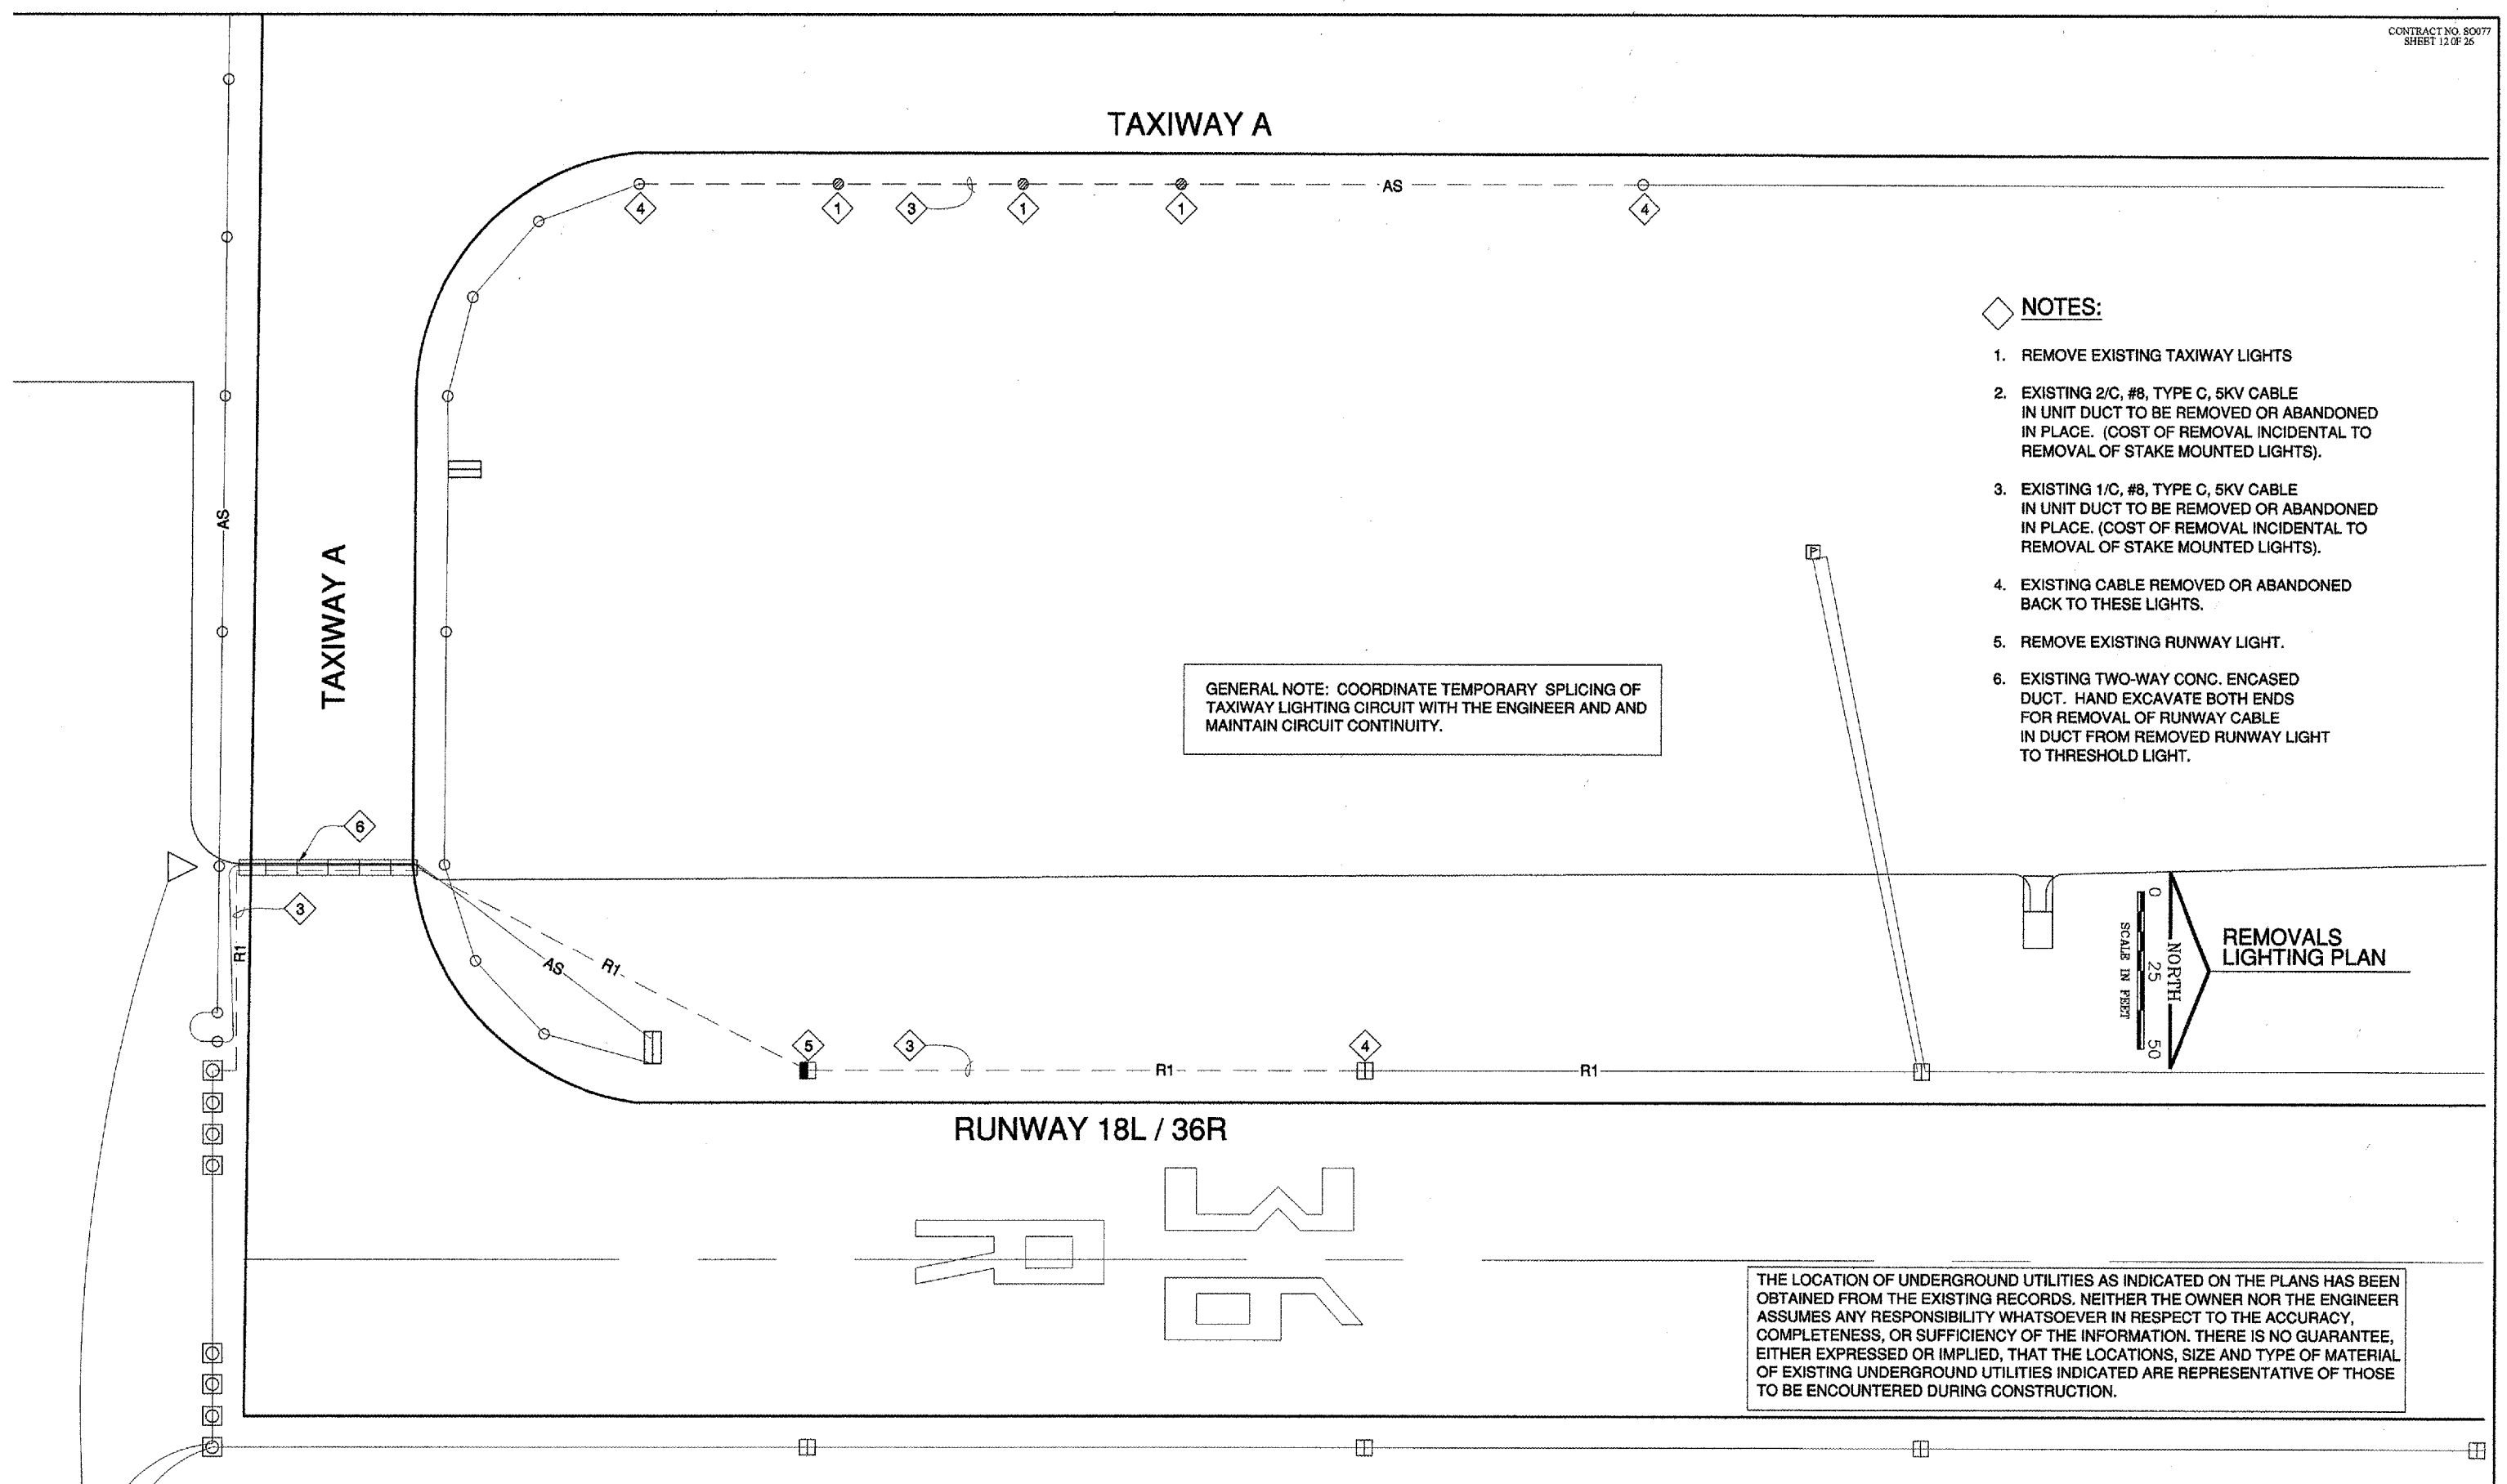 CONTRACT NO. SO077
SHEET 12 OF 26
TAXIWAY A
AS
4
1
3
1
1
4
NOTES:
1. REMOVE EXISTING TAXIWAY LIGHTS
2. EXISTING 2/C, #8, TYPE C, 5KV CABLE
IN UNIT DUCT TO BE REMOVED OR ABANDONED
IN PLACE. (COST OF REMOVAL INCIDENTAL TO
REMOVAL OF STAKE MOUNTED LIGHTS).
3. EXISTING 1/C, #8, TYPE C, 5KV CABLE
IN UNIT DUCT TO BE REMOVED OR ABANDONED
IN PLACE. (COST OF REMOVAL INCIDENTAL TO
REMOVAL OF STAKE MOUNTED LIGHTS).
4. EXISTING CABLE REMOVED OR ABANDONED
BACK TO THESE LIGHTS.
5. REMOVE EXISTING RUNWAY LIGHT.
6. EXISTING TWO-WAY CONC. ENCASED
DUCT. HAND EXCAVATE BOTH ENDS
FOR REMOVAL OF RUNWAY CABLE
IN DUCT FROM REMOVED RUNWAY LIGHT
TO THRESHOLD LIGHT.
AS
TAXIWAY A
P
GENERAL NOTE: COORDINATE TEMPORARY SPLICING OF
TAXIWAY LIGHTING CIRCUIT WITH THE ENGINEER AND AND
MAINTAIN CIRCUIT CONTINUITY.
6
3
R1
AS
R1
5
3
4
R1
R1
0 25 50
SCALE IN FEET
NORTH
REMOVALS
LIGHTING PLAN
RUNWAY 18L / 36R
36
R
THE LOCATION OF UNDERGROUND UTILITIES AS INDICATED ON THE PLANS HAS BEEN
OBTAINED FROM THE EXISTING RECORDS. NEITHER THE OWNER NOR THE ENGINEER
ASSUMES ANY RESPONSIBILITY WHATSOEVER IN RESPECT TO THE ACCURACY,
COMPLETENESS, OR SUFFICIENCY OF THE INFORMATION. THERE IS NO GUARANTEE,
EITHER EXPRESSED OR IMPLIED, THAT THE LOCATIONS, SIZE AND TYPE OF MATERIAL
OF EXISTING UNDERGROUND UTILITIES INDICATED ARE REPRESENTATIVE OF THOSE
TO BE ENCOUNTERED DURING CONSTRUCTION.